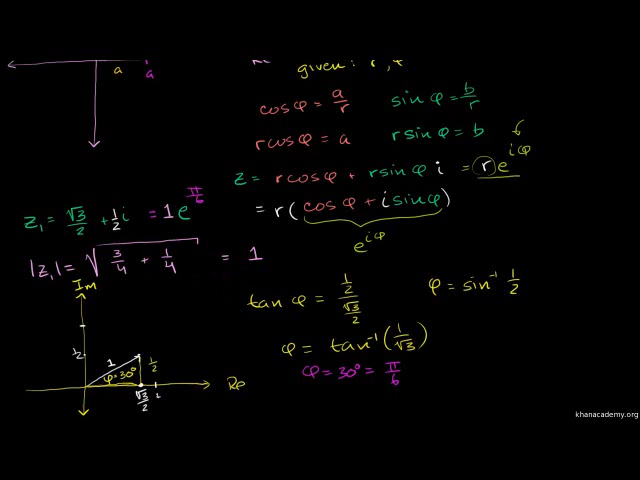 a a
given: r, φ
cos φ = a/r sin φ = b/r
r cos φ = a r sin φ = b
z = r cos φ + r sin φ i = r e^{iφ}
= r ( cos φ + i sin φ )
e^{iφ}
z₁ = √3/2 + 1/2 i = 1 e^{π/6}
|z₁| = √(3/4 + 1/4) = 1
Im
tan φ = (1/2)/(√3/2) φ = sin⁻¹ 1/2
φ = tan⁻¹(1/√3)
φ = 30° = π/6
1/2 1 1/2
φ=30°
Re
√3/2 1
khanacademy.org